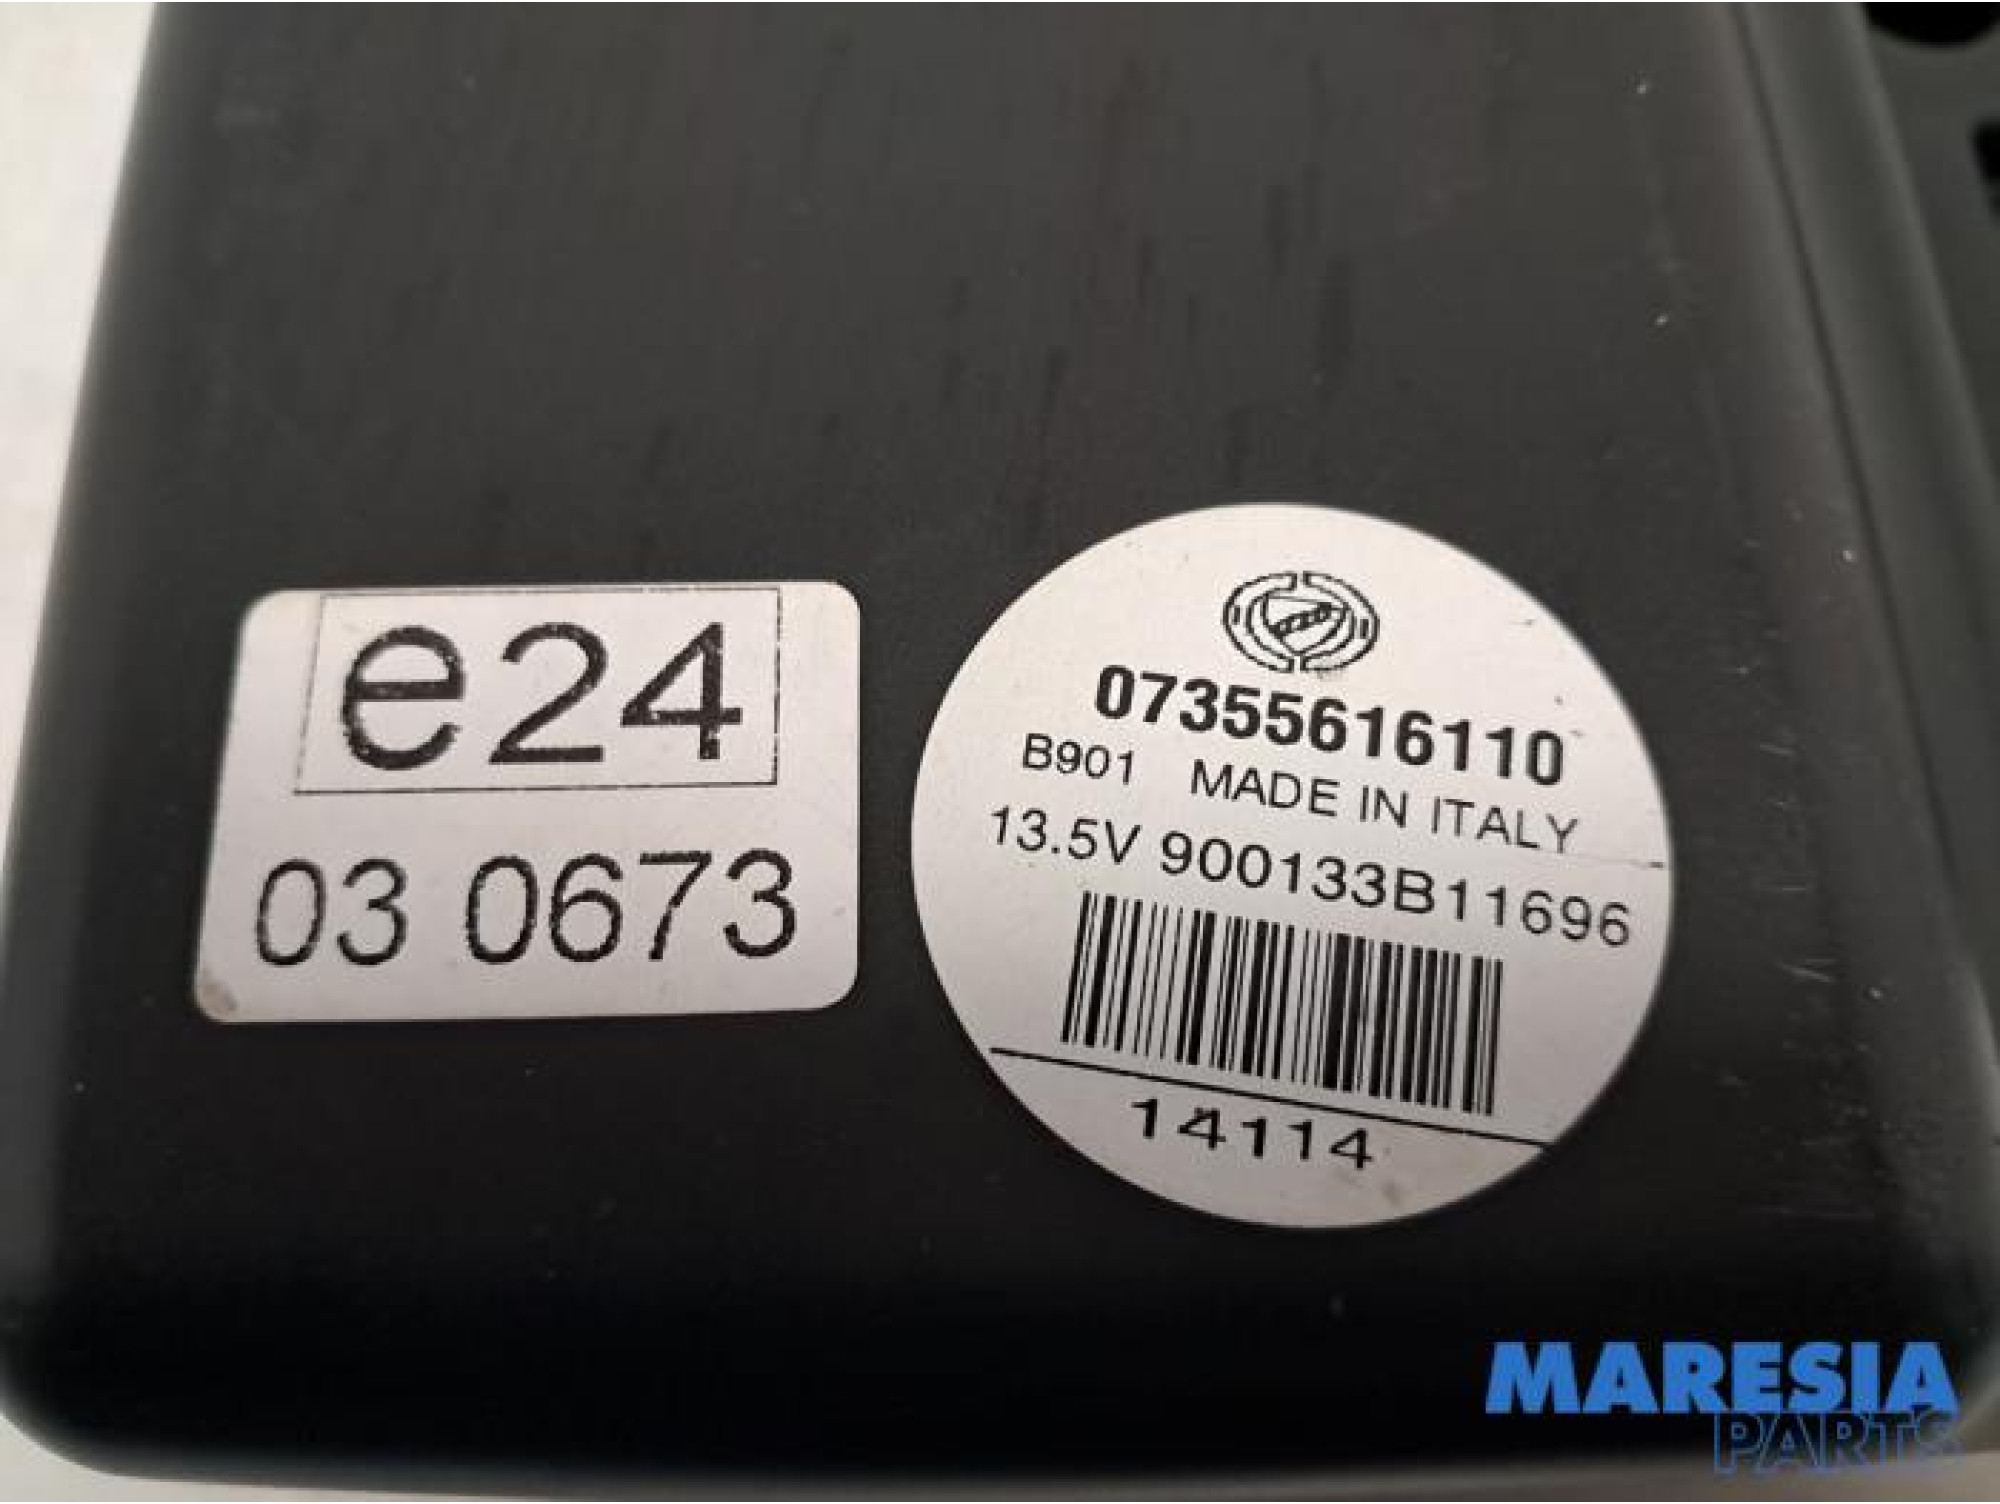 e24
03 0673
07355616110
B901 MADE IN ITALY
13.5V 900133B11696
14114
MARESIA
PARTS